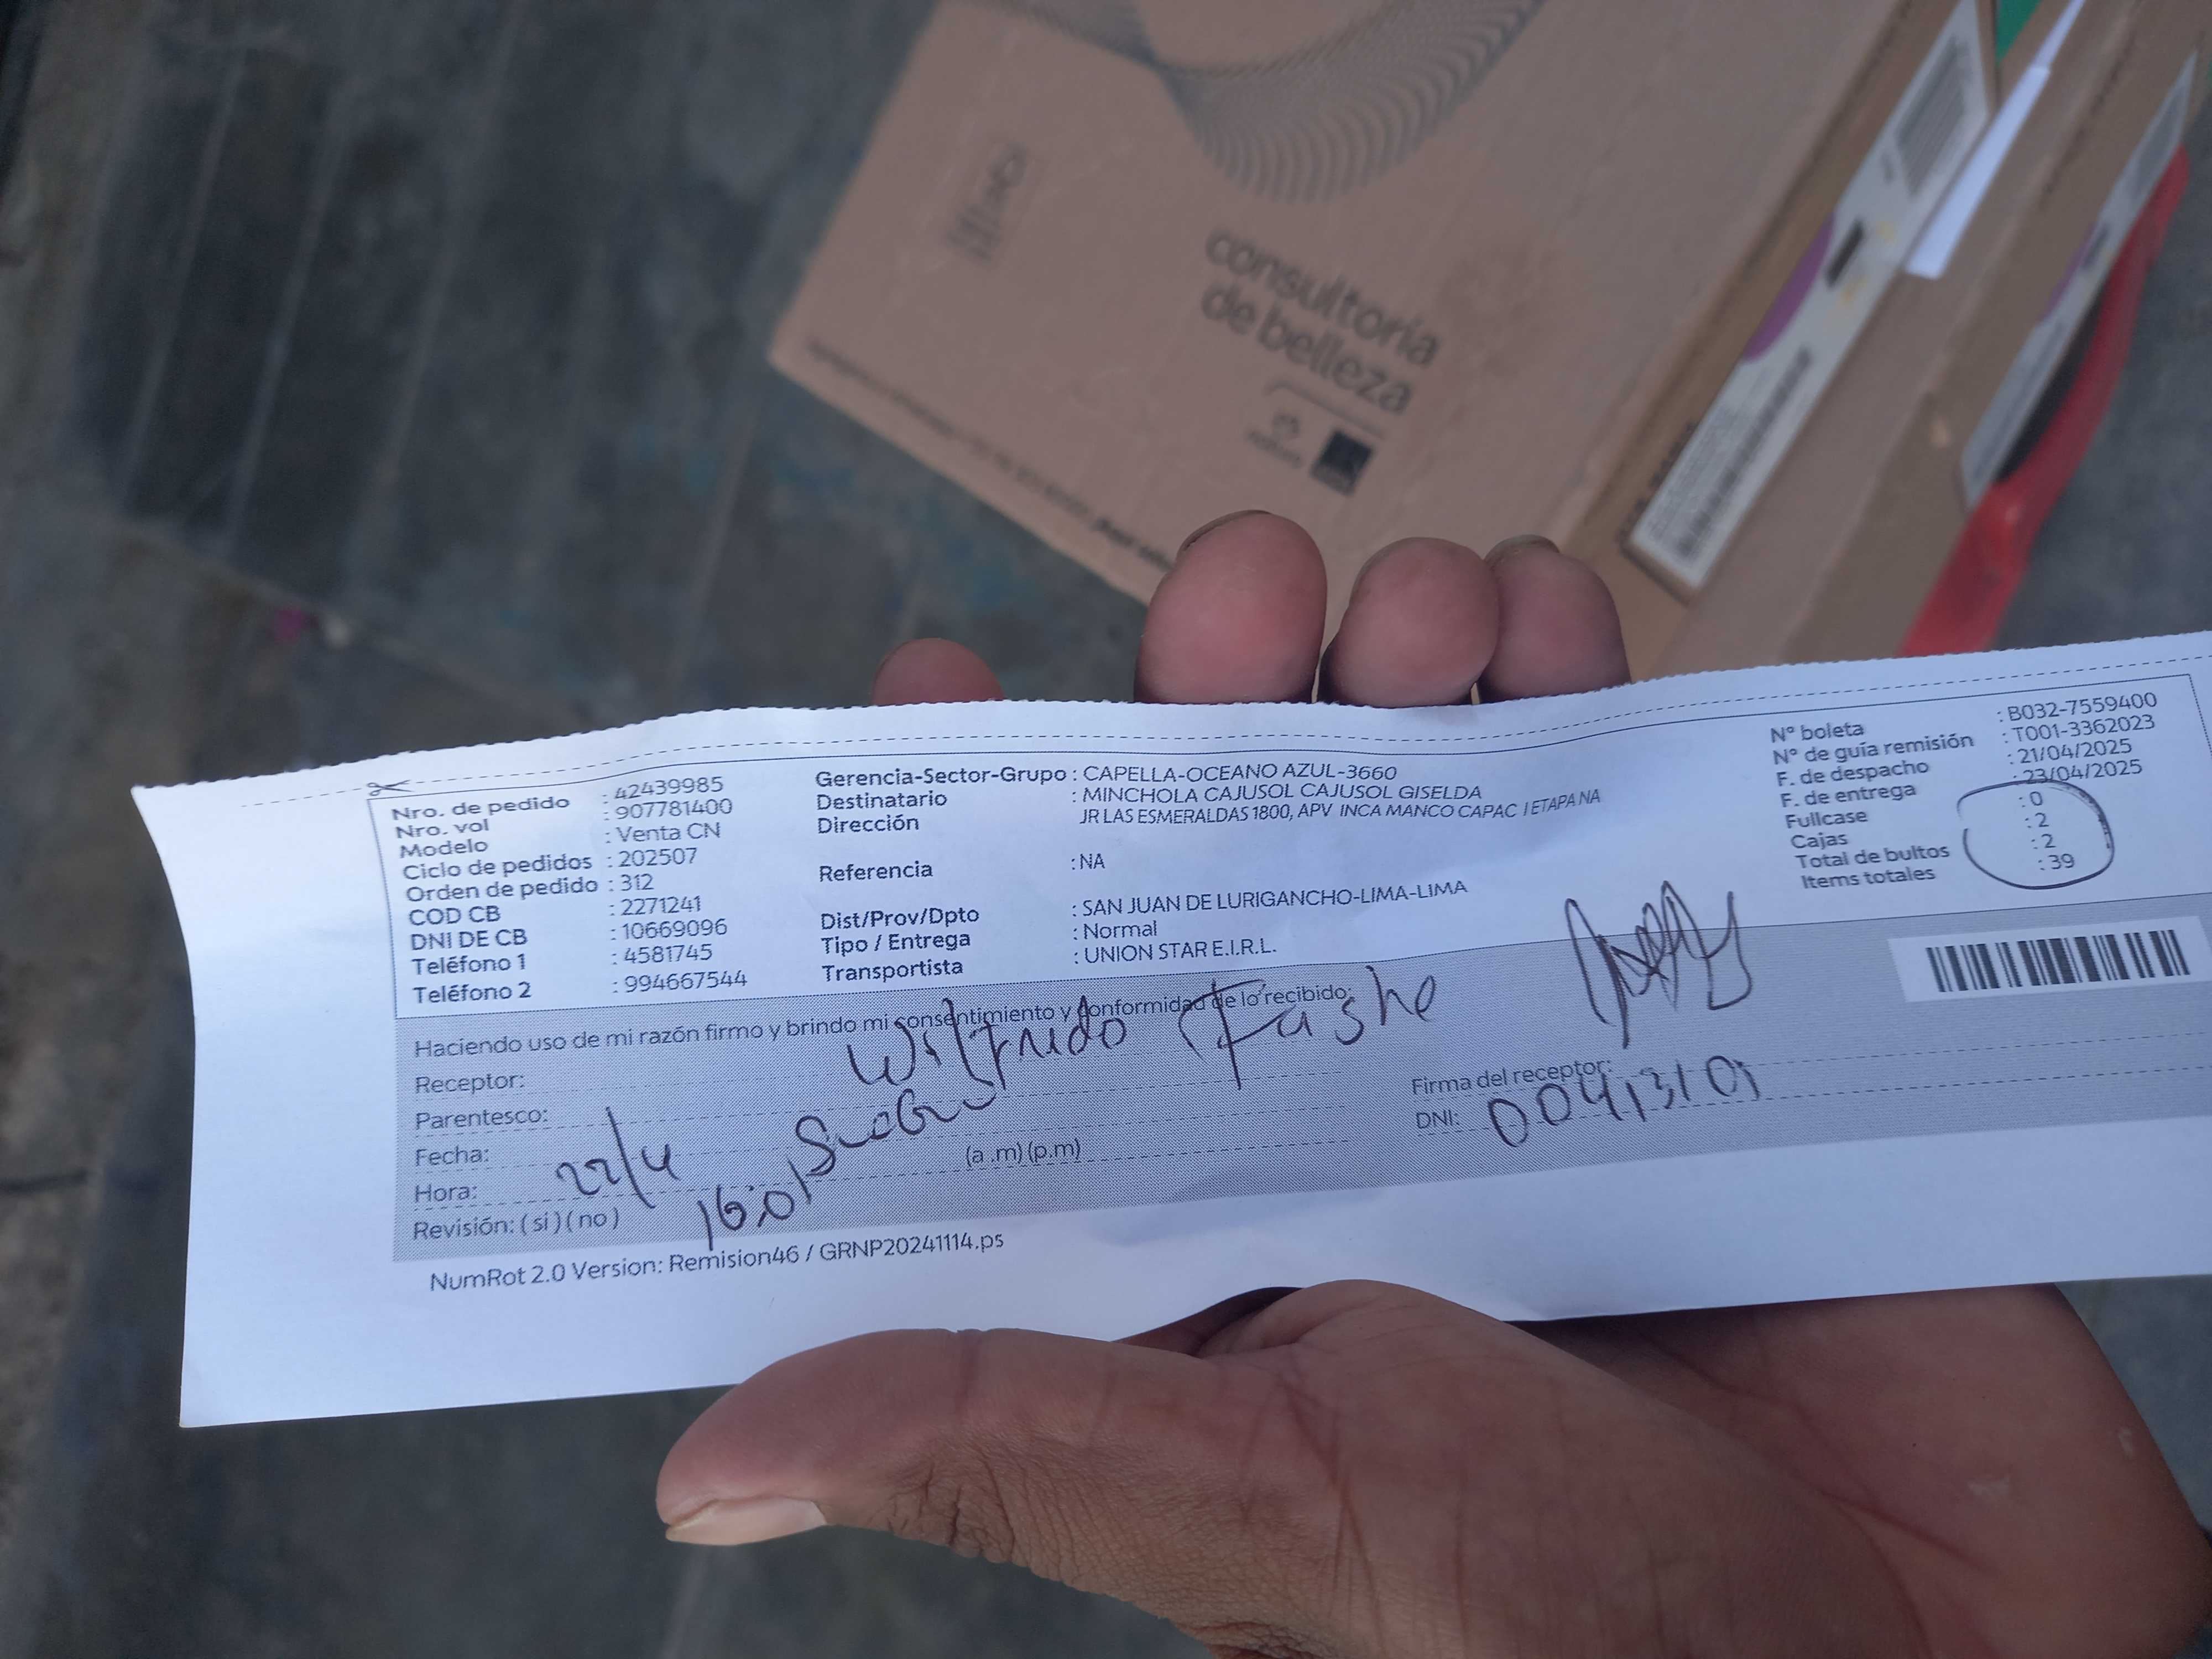 consultoría
de belleza
Nro. de pedido : 42439985
Nro. vol : 907781400
Modelo : Venta CN
Ciclo de pedidos : 202507
Orden de pedido : 312
COD CB : 2271241
DNI DE CB : 10669096
Teléfono 1 : 4581745
Teléfono 2 : 994667544
Gerencia-Sector-Grupo : CAPELLA-OCEANO AZUL-3660
Destinatario : MINCHOLA CAJUSOL CAJUSOL GISELDA
Dirección JR LAS ESMERALDAS 1800, APV INCA MANCO CAPAC I ETAPA NA
Referencia : NA
Dist/Prov/Dpto : SAN JUAN DE LURIGANCHO-LIMA-LIMA
Tipo / Entrega : Normal
Transportista : UNION STAR E.I.R.L.
N° boleta : B032-7559400
N° de guía remisión : T001-3362023
F. de despacho : 21/04/2025
F. de entrega : 23/04/2025
Fullcase : 0
Cajas : 2
Total de bultos : 2
Items totales : 39
Haciendo uso de mi razón firmo y brindo mi consentimiento y conformidad de lo recibido:
Receptor: Wilfredo
Parentesco:
Fecha: 22/4
Hora: 16:01 (a .m) (p.m)
Revisión: ( si ) ( no )
Firma del receptor:
DNI:
NumRot 2.0 Version: Remision46 / GRNP20241114.ps